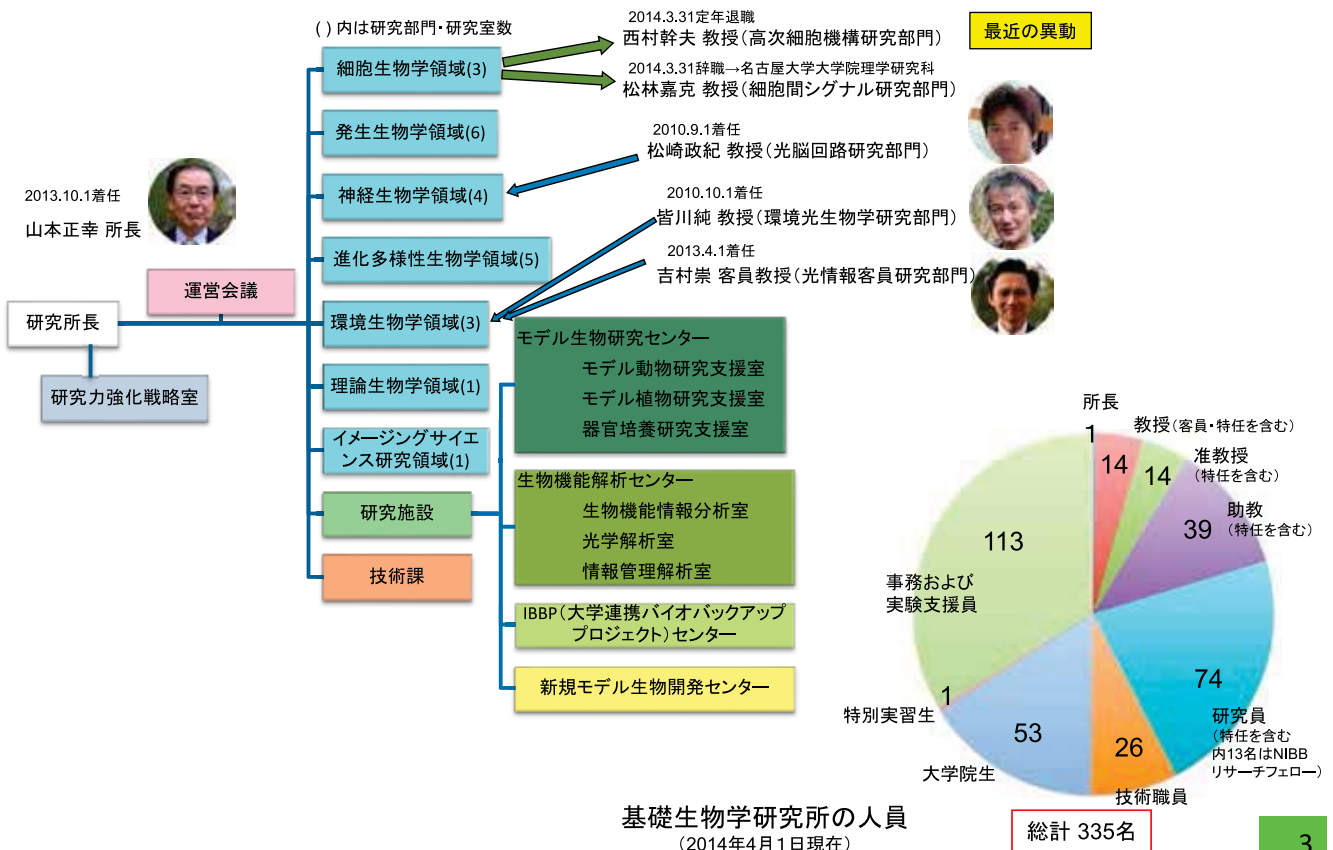 ( ) 内は研究部門・研究室数
2014.3.31定年退職
西村幹夫 教授(高次細胞機構研究部門)
最近の異動
細胞生物学領域(3)
2014.3.31辞職→名古屋大学大学院理学研究科
松林嘉克 教授(細胞間シグナル研究部門)
発生生物学領域(6)
2010.9.1着任
松崎政紀 教授(光脳回路研究部門)
2013.10.1着任
山本正幸 所長
神経生物学領域(4)
2010.10.1着任
皆川純 教授(環境光生物学研究部門)
進化多様性生物学領域(5)
2013.4.1着任
吉村崇 客員教授(光情報客員研究部門)
運営会議
研究所長
環境生物学領域(3)
研究力強化戦略室
理論生物学領域(1)
イメージングサイエ
ンス研究領域(1)
研究施設
技術課
モデル生物研究センター
モデル動物研究支援室
モデル植物研究支援室
器官培養研究支援室
生物機能解析センター
生物機能情報分析室
光学解析室
情報管理解析室
IBBP(大学連携バイオバックアップ
プロジェクト)センター
新規モデル生物開発センター
所長
1
教授(客員・特任を含む)
14
准教授
(特任を含む)
14
助教
(特任を含む)
39
74
研究員
(特任を含む
内13名はNIBB
リサーチフェロー)
26
技術職員
53
大学院生
1
特別実習生
113
事務および
実験支援員
基礎生物学研究所の人員
(2014年4月1日現在)
総計 335名
3